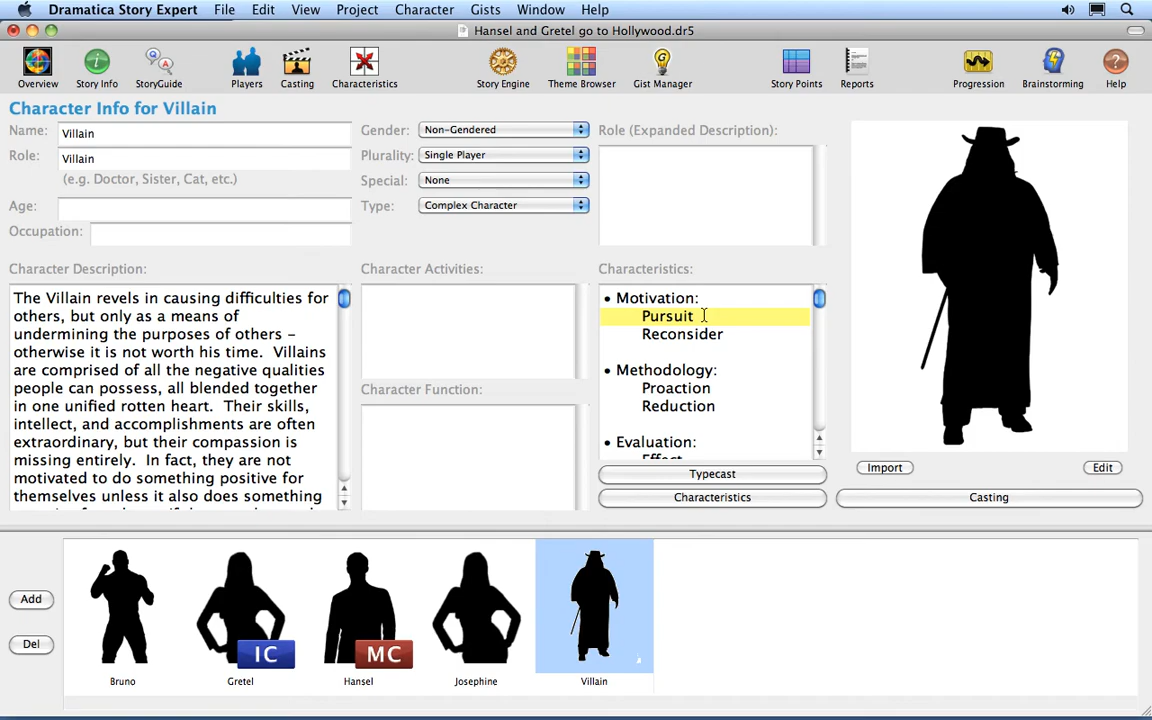 Dramatica Story Expert File Edit View Project Character Gists Window Help
Hansel and Gretel go to Hollywood.dr5
Overview Story Info StoryGuide Players Casting Characteristics Story Engine Theme Browser Gist Manager Story Points Reports Progression Brainstorming Help
Character Info for Villain
Name: Villain
Role: Villain
(e.g. Doctor, Sister, Cat, etc.)
Age:
Occupation:
Gender: Non-Gendered
Plurality: Single Player
Special: None
Type: Complex Character
Role (Expanded Description):
Character Description:
The Villain revels in causing difficulties for
others, but only as a means of
undermining the purposes of others –
otherwise it is not worth his time. Villains
are comprised of all the negative qualities
people can possess, all blended together
in one unified rotten heart. Their skills,
intellect, and accomplishments are often
extraordinary, but their compassion is
missing entirely. In fact, they are not
motivated to do something positive for
themselves unless it also does something
Character Activities:
Character Function:
Characteristics:
• Motivation:
Pursuit
Reconsider
• Methodology:
Proaction
Reduction
• Evaluation:
Effect
Typecast
Characteristics
Import Edit
Casting
Add
Del
IC MC
Bruno Gretel Hansel Josephine Villain